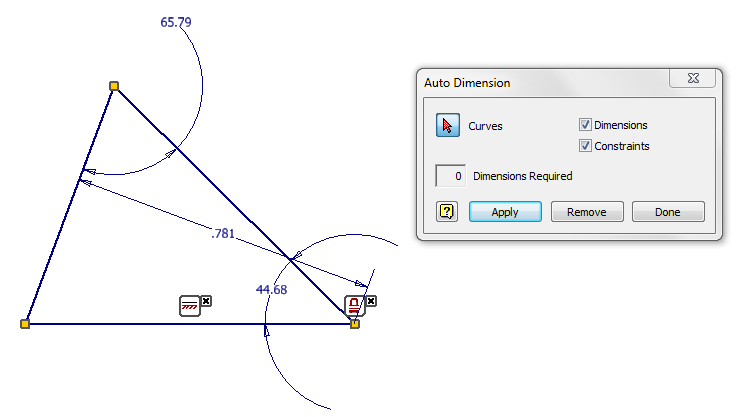 65.79
.781
44.68
Auto Dimension
Curves
Dimensions
Constraints
0 Dimensions Required
? Apply Remove Done